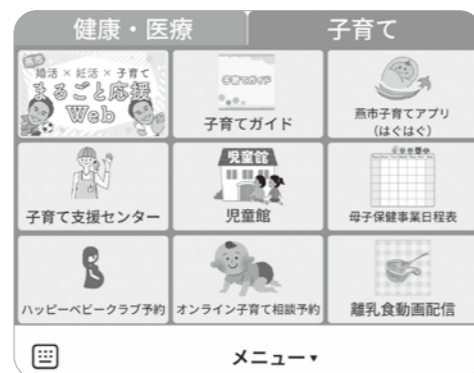 健康・医療
子育て
燕市
婚活 × 妊活 × 子育て
まるごと応援
Web
子育てガイド
子育てガイド
燕市子育てアプリ
(はぐはぐ)
子育て支援センター
児童館
児童館
母子保健事業日程表
ハッピーベビークラブ予約
オンライン子育て相談予約
離乳食動画配信
メニュー▾